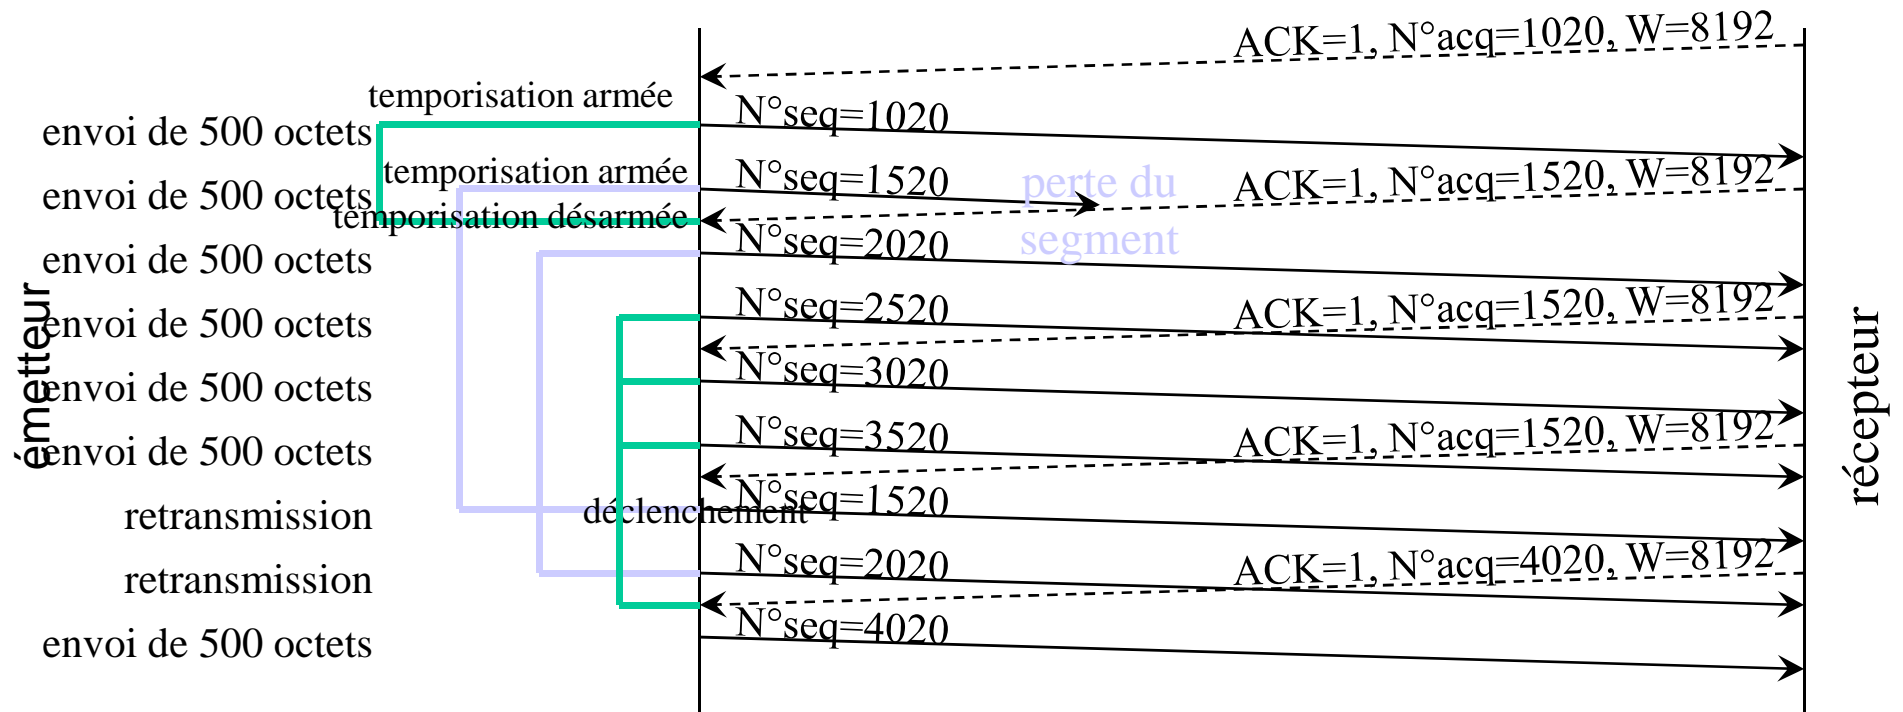 ACK=1, N°acq=1020, W=8192
temporisation armée
N°seq=1020
envoi de 500 octets
temporisation armée
N°seq=1520
perte du
segment
ACK=1, N°acq=1520, W=8192
envoi de 500 octets
temporisation désarmée
N°seq=2020
envoi de 500 octets
émetteur
récepteur
N°seq=2520
ACK=1, N°acq=1520, W=8192
envoi de 500 octets
N°seq=3020
envoi de 500 octets
N°seq=3520
ACK=1, N°acq=1520, W=8192
envoi de 500 octets
N°seq=1520
retransmission
déclenchement
N°seq=2020
ACK=1, N°acq=4020, W=8192
retransmission
N°seq=4020
envoi de 500 octets